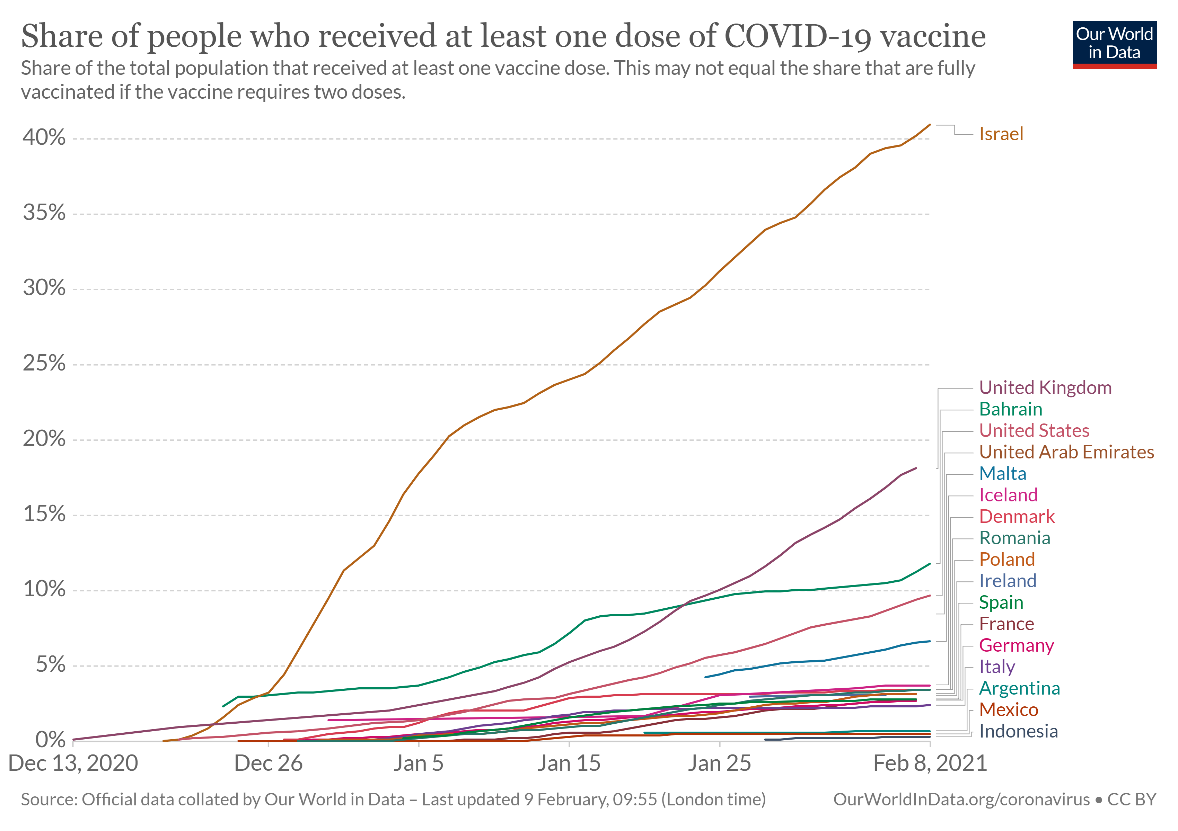 Share of people who received at least one dose of COVID-19 vaccine
Our World
in Data
Share of the total population that received at least one vaccine dose. This may not equal the share that are fully
vaccinated if the vaccine requires two doses.
40%
35%
30%
25%
20%
15%
10%
5%
0%
Israel
United Kingdom
Bahrain
United States
United Arab Emirates
Malta
Iceland
Denmark
Romania
Poland
Ireland
Spain
France
Germany
Italy
Argentina
Mexico
Indonesia
Dec 13, 2020
Dec 26
Jan 5
Jan 15
Jan 25
Feb 8, 2021
Source: Official data collated by Our World in Data – Last updated 9 February, 09:55 (London time)
OurWorldInData.org/coronavirus • CC BY